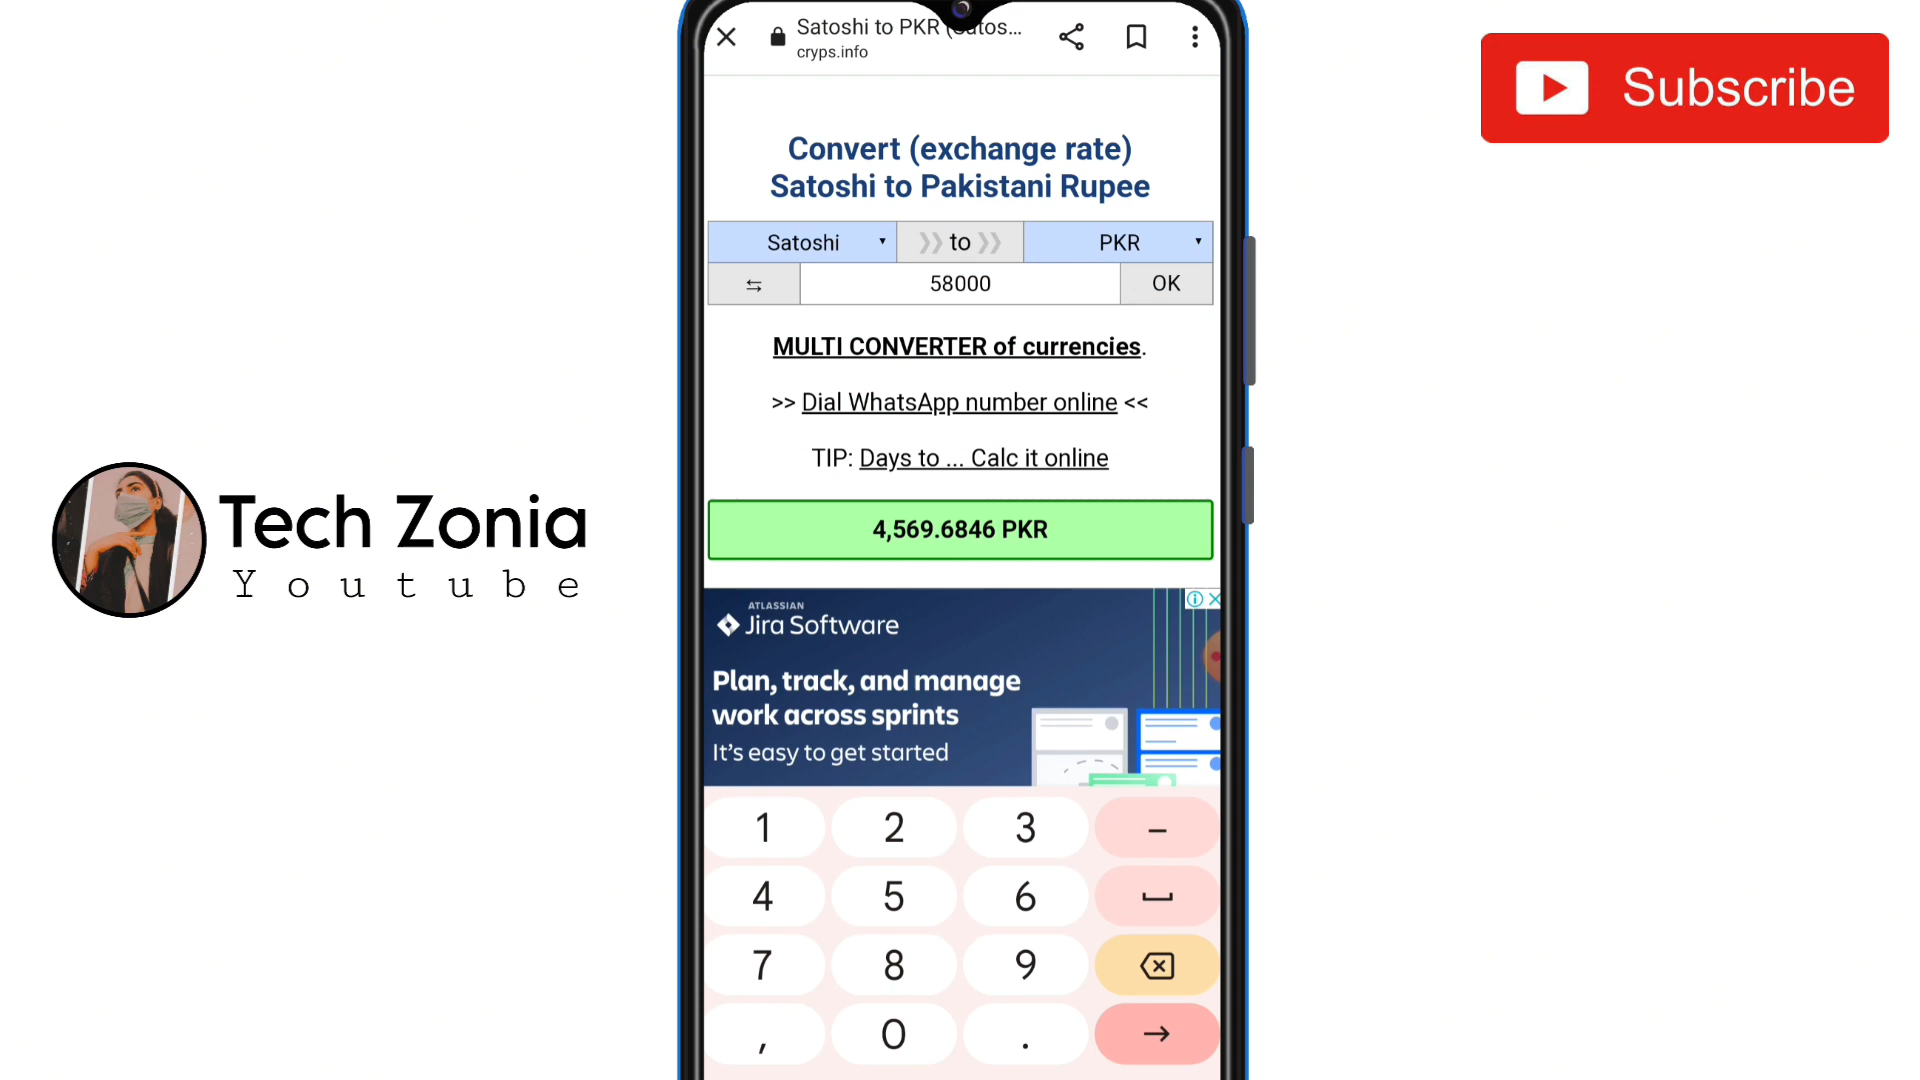 Satoshi to PKR (Satos...
cryps.info
Subscribe
Convert (exchange rate)
Satoshi to Pakistani Rupee
Satoshi ▾ to PKR ▾
⇆ 58000 OK
MULTI CONVERTER of currencies.
>> Dial WhatsApp number online <<
TIP: Days to ... Calc it online
Tech Zonia
Youtube
4,569.6846 PKR
ATLASSIAN
Jira Software
Plan, track, and manage
work across sprints
It's easy to get started
1 2 3 –
4 5 6
7 8 9
, 0 . →